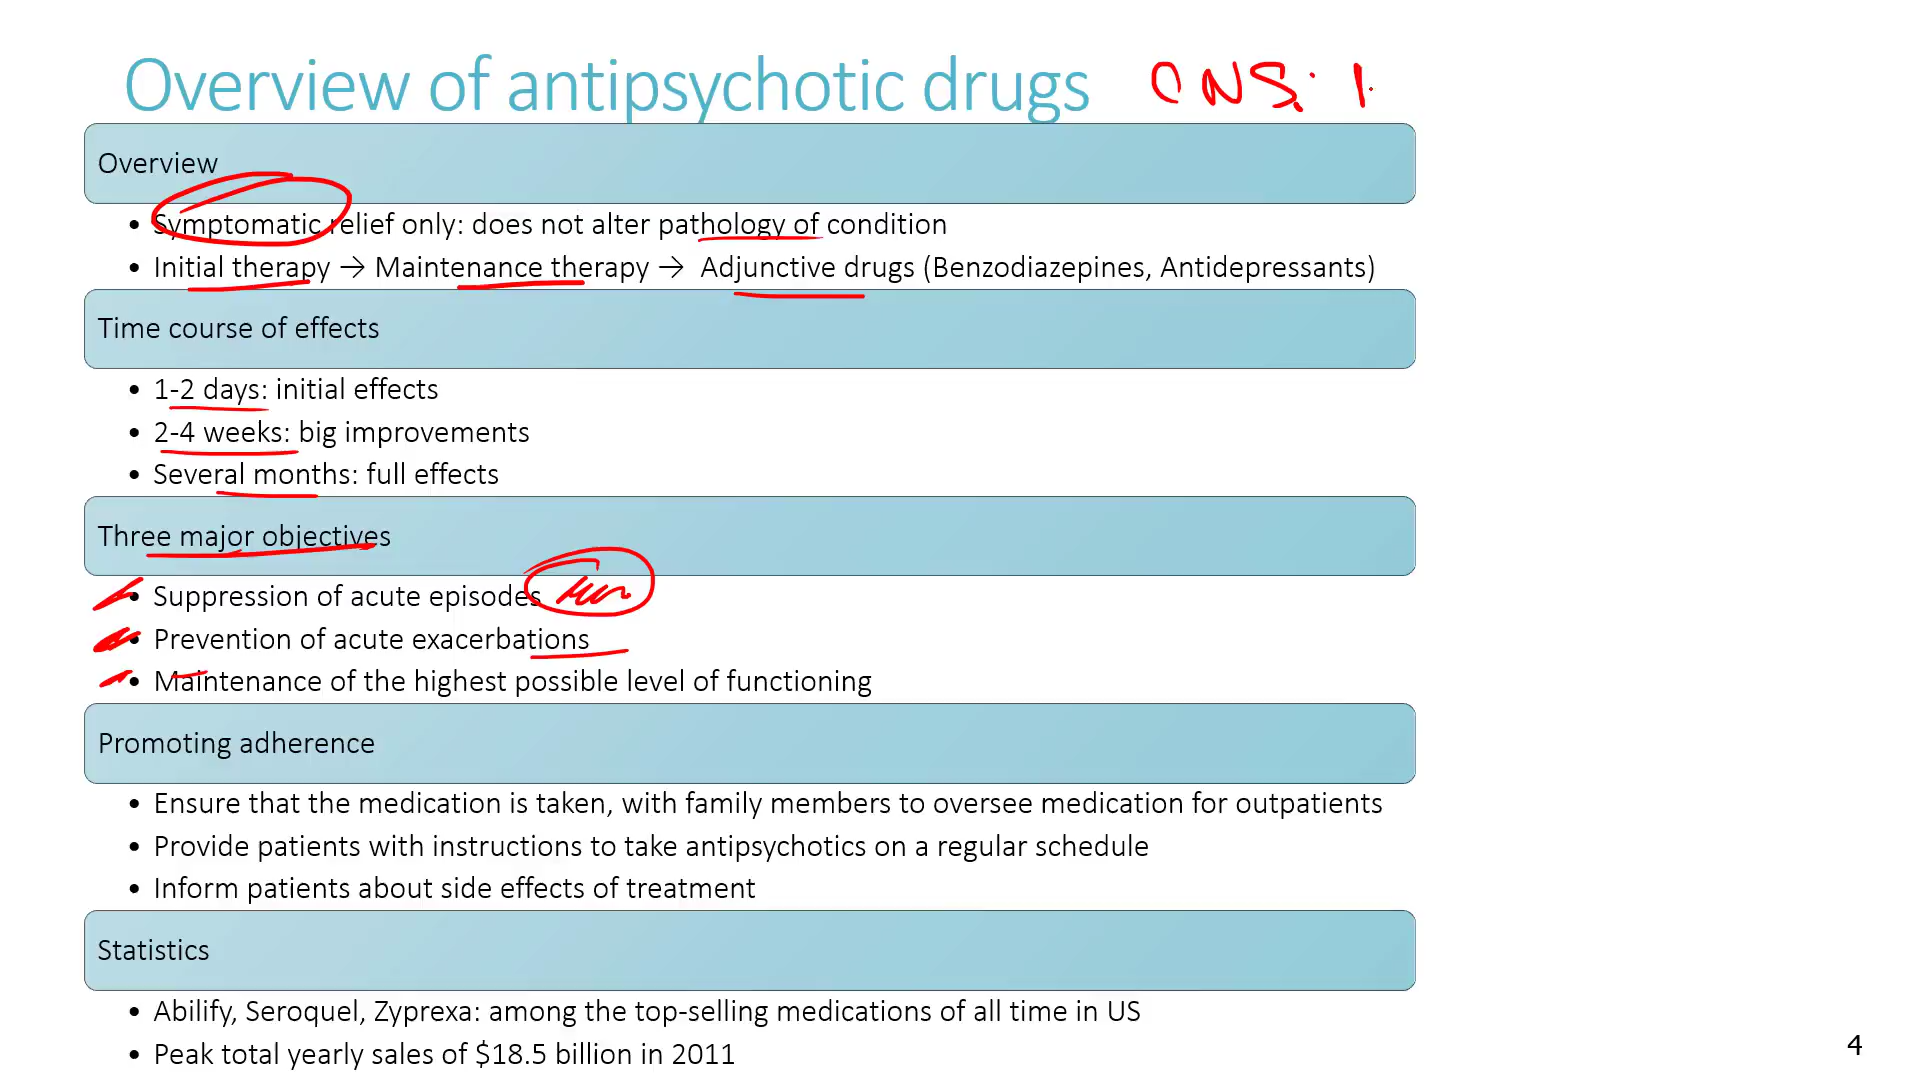 Overview of antipsychotic drugs CNS: 1.
Overview
• Symptomatic relief only: does not alter pathology of condition
• Initial therapy → Maintenance therapy → Adjunctive drugs (Benzodiazepines, Antidepressants)
Time course of effects
• 1-2 days: initial effects
• 2-4 weeks: big improvements
• Several months: full effects
Three major objectives
• Suppression of acute episodes
• Prevention of acute exacerbations
• Maintenance of the highest possible level of functioning
Promoting adherence
• Ensure that the medication is taken, with family members to oversee medication for outpatients
• Provide patients with instructions to take antipsychotics on a regular schedule
• Inform patients about side effects of treatment
Statistics
• Abilify, Seroquel, Zyprexa: among the top-selling medications of all time in US
• Peak total yearly sales of $18.5 billion in 2011
4